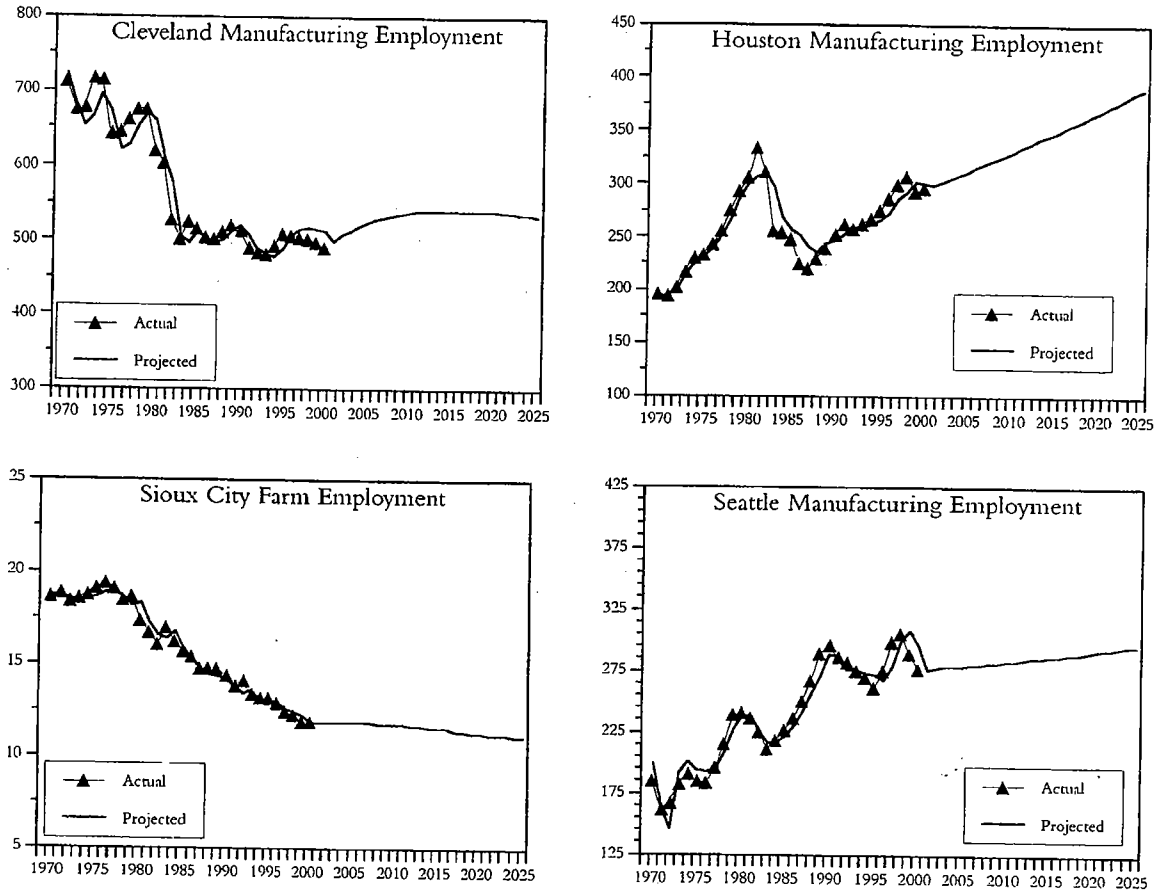 Cleveland Manufacturing Employment
800
700
600
500
400
300
Actual
Projected
1970 1975 1980 1985 1990 1995 2000 2005 2010 2015 2020 2025
Houston Manufacturing Employment
450
400
350
300
250
200
150
100
Actual
Projected
1970 1975 1980 1985 1990 1995 2000 2005 2010 2015 2020 2025
Sioux City Farm Employment
25
20
15
10
5
Actual
Projected
1970 1975 1980 1985 1990 1995 2000 2005 2010 2015 2020 2025
Seattle Manufacturing Employment
425
375
325
275
225
175
125
Actual
Projected
1970 1975 1980 1985 1990 1995 2000 2005 2010 2015 2020 2025